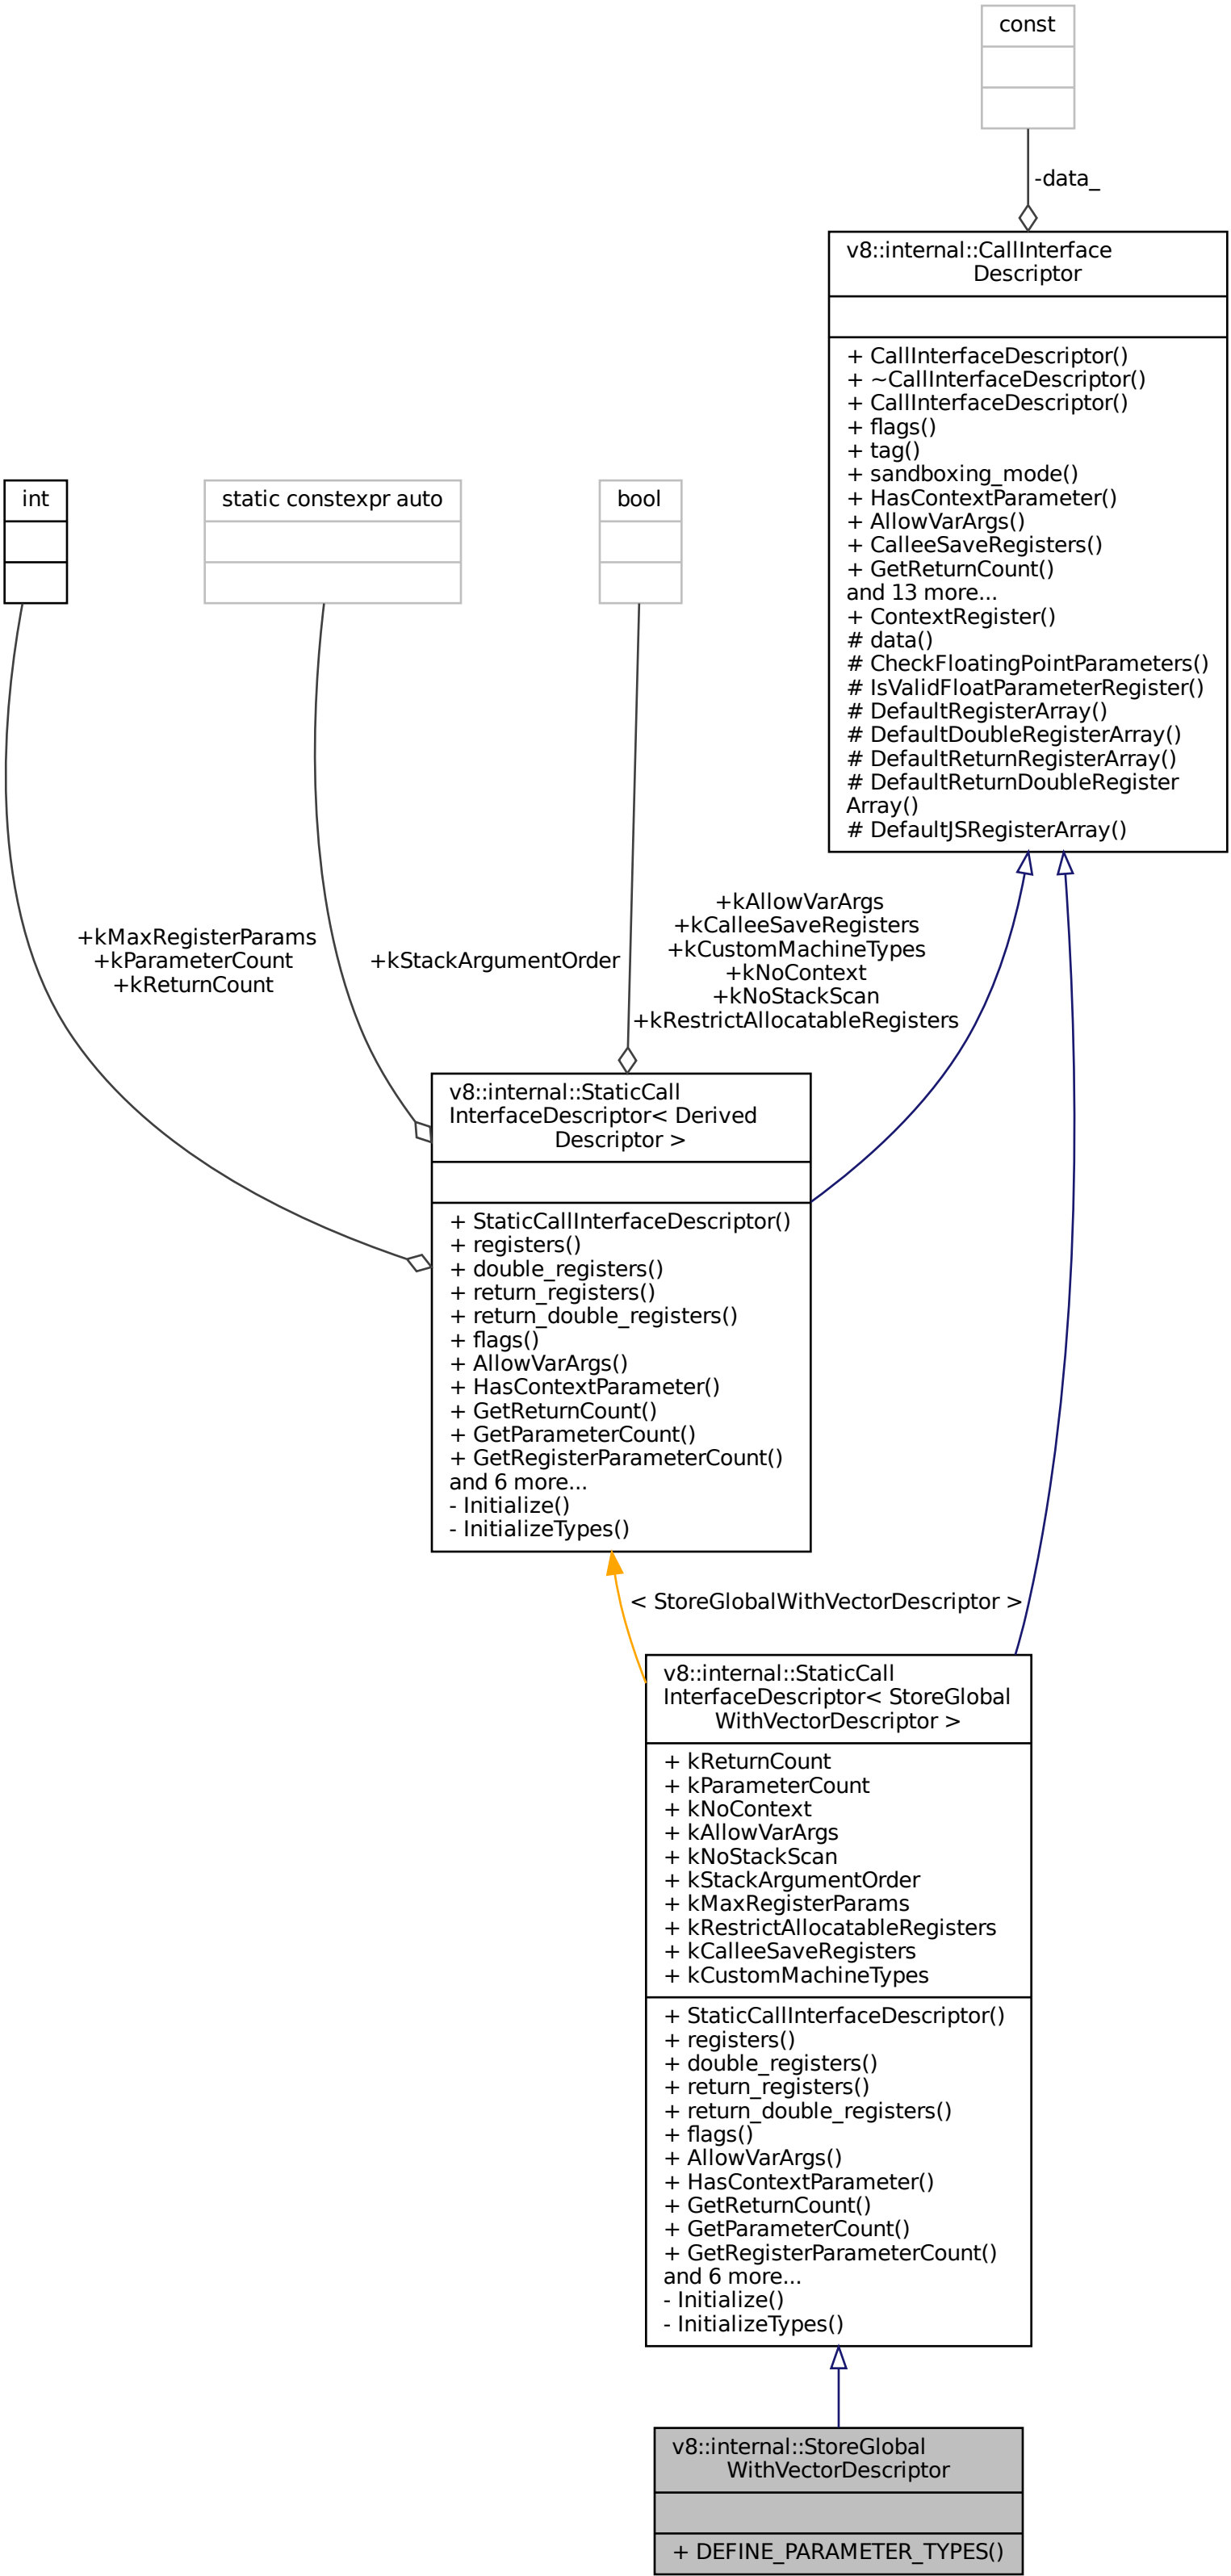 const
-data_
v8::internal::CallInterface
Descriptor
+ CallInterfaceDescriptor()
+ ~CallInterfaceDescriptor()
+ CallInterfaceDescriptor()
+ flags()
+ tag()
+ sandboxing_mode()
+ HasContextParameter()
+ AllowVarArgs()
+ CalleeSaveRegisters()
+ GetReturnCount()
and 13 more...
+ ContextRegister()
# data()
# CheckFloatingPointParameters()
# IsValidFloatParameterRegister()
# DefaultRegisterArray()
# DefaultDoubleRegisterArray()
# DefaultReturnRegisterArray()
# DefaultReturnDoubleRegister
Array()
# DefaultJSRegisterArray()
int
static constexpr auto
bool
+kMaxRegisterParams
+kParameterCount
+kReturnCount
+kStackArgumentOrder
+kAllowVarArgs
+kCalleeSaveRegisters
+kCustomMachineTypes
+kNoContext
+kNoStackScan
+kRestrictAllocatableRegisters
v8::internal::StaticCall
InterfaceDescriptor< Derived
Descriptor >
+ StaticCallInterfaceDescriptor()
+ registers()
+ double_registers()
+ return_registers()
+ return_double_registers()
+ flags()
+ AllowVarArgs()
+ HasContextParameter()
+ GetReturnCount()
+ GetParameterCount()
+ GetRegisterParameterCount()
and 6 more...
- Initialize()
- InitializeTypes()
< StoreGlobalWithVectorDescriptor >
v8::internal::StaticCall
InterfaceDescriptor< StoreGlobal
WithVectorDescriptor >
+ kReturnCount
+ kParameterCount
+ kNoContext
+ kAllowVarArgs
+ kNoStackScan
+ kStackArgumentOrder
+ kMaxRegisterParams
+ kRestrictAllocatableRegisters
+ kCalleeSaveRegisters
+ kCustomMachineTypes
+ StaticCallInterfaceDescriptor()
+ registers()
+ double_registers()
+ return_registers()
+ return_double_registers()
+ flags()
+ AllowVarArgs()
+ HasContextParameter()
+ GetReturnCount()
+ GetParameterCount()
+ GetRegisterParameterCount()
and 6 more...
- Initialize()
- InitializeTypes()
v8::internal::StoreGlobal
WithVectorDescriptor
+ DEFINE_PARAMETER_TYPES()